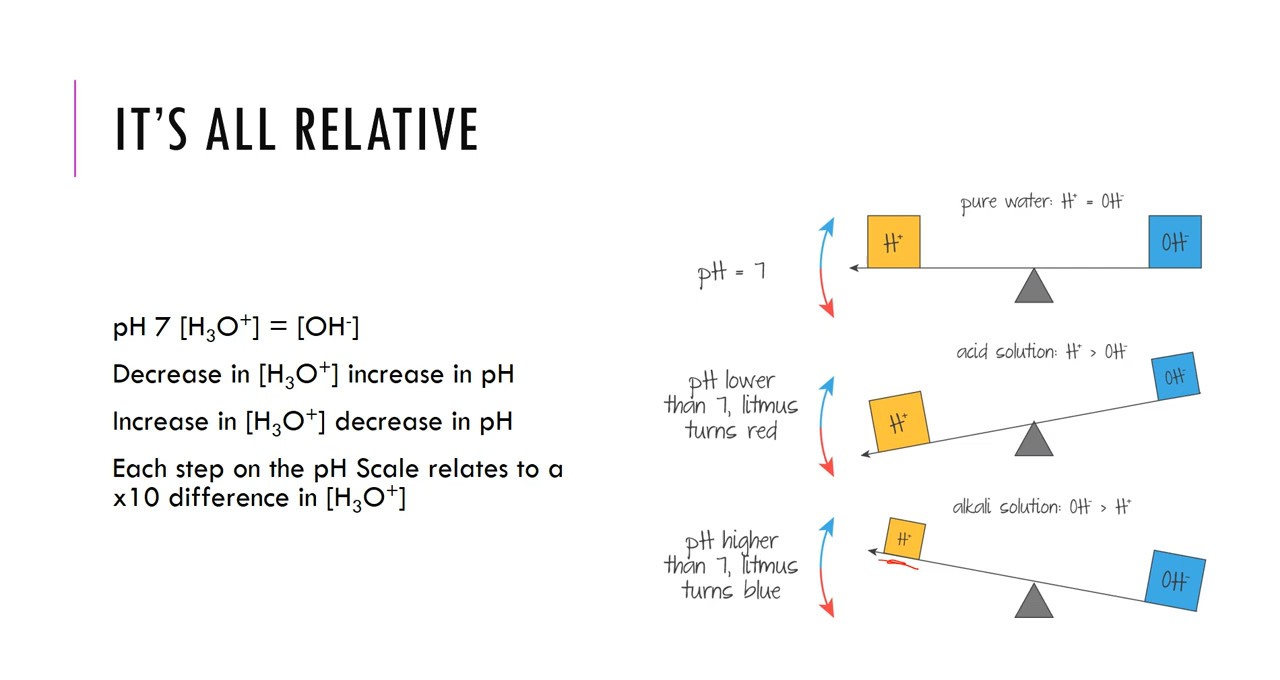 IT'S ALL RELATIVE
pH 7 [H₃O⁺] = [OH⁻]
Decrease in [H₃O⁺] increase in pH
Increase in [H₃O⁺] decrease in pH
Each step on the pH Scale relates to a
x10 difference in [H₃O⁺]
pure water: H⁺ = OH⁻
pH = 7
H⁺
OH⁻
acid solution: H⁺ > OH⁻
pH lower
than 7, litmus
turns red
H⁺
OH⁻
alkali solution: OH⁻ > H⁺
pH higher
than 7, litmus
turns blue
H⁺
OH⁻